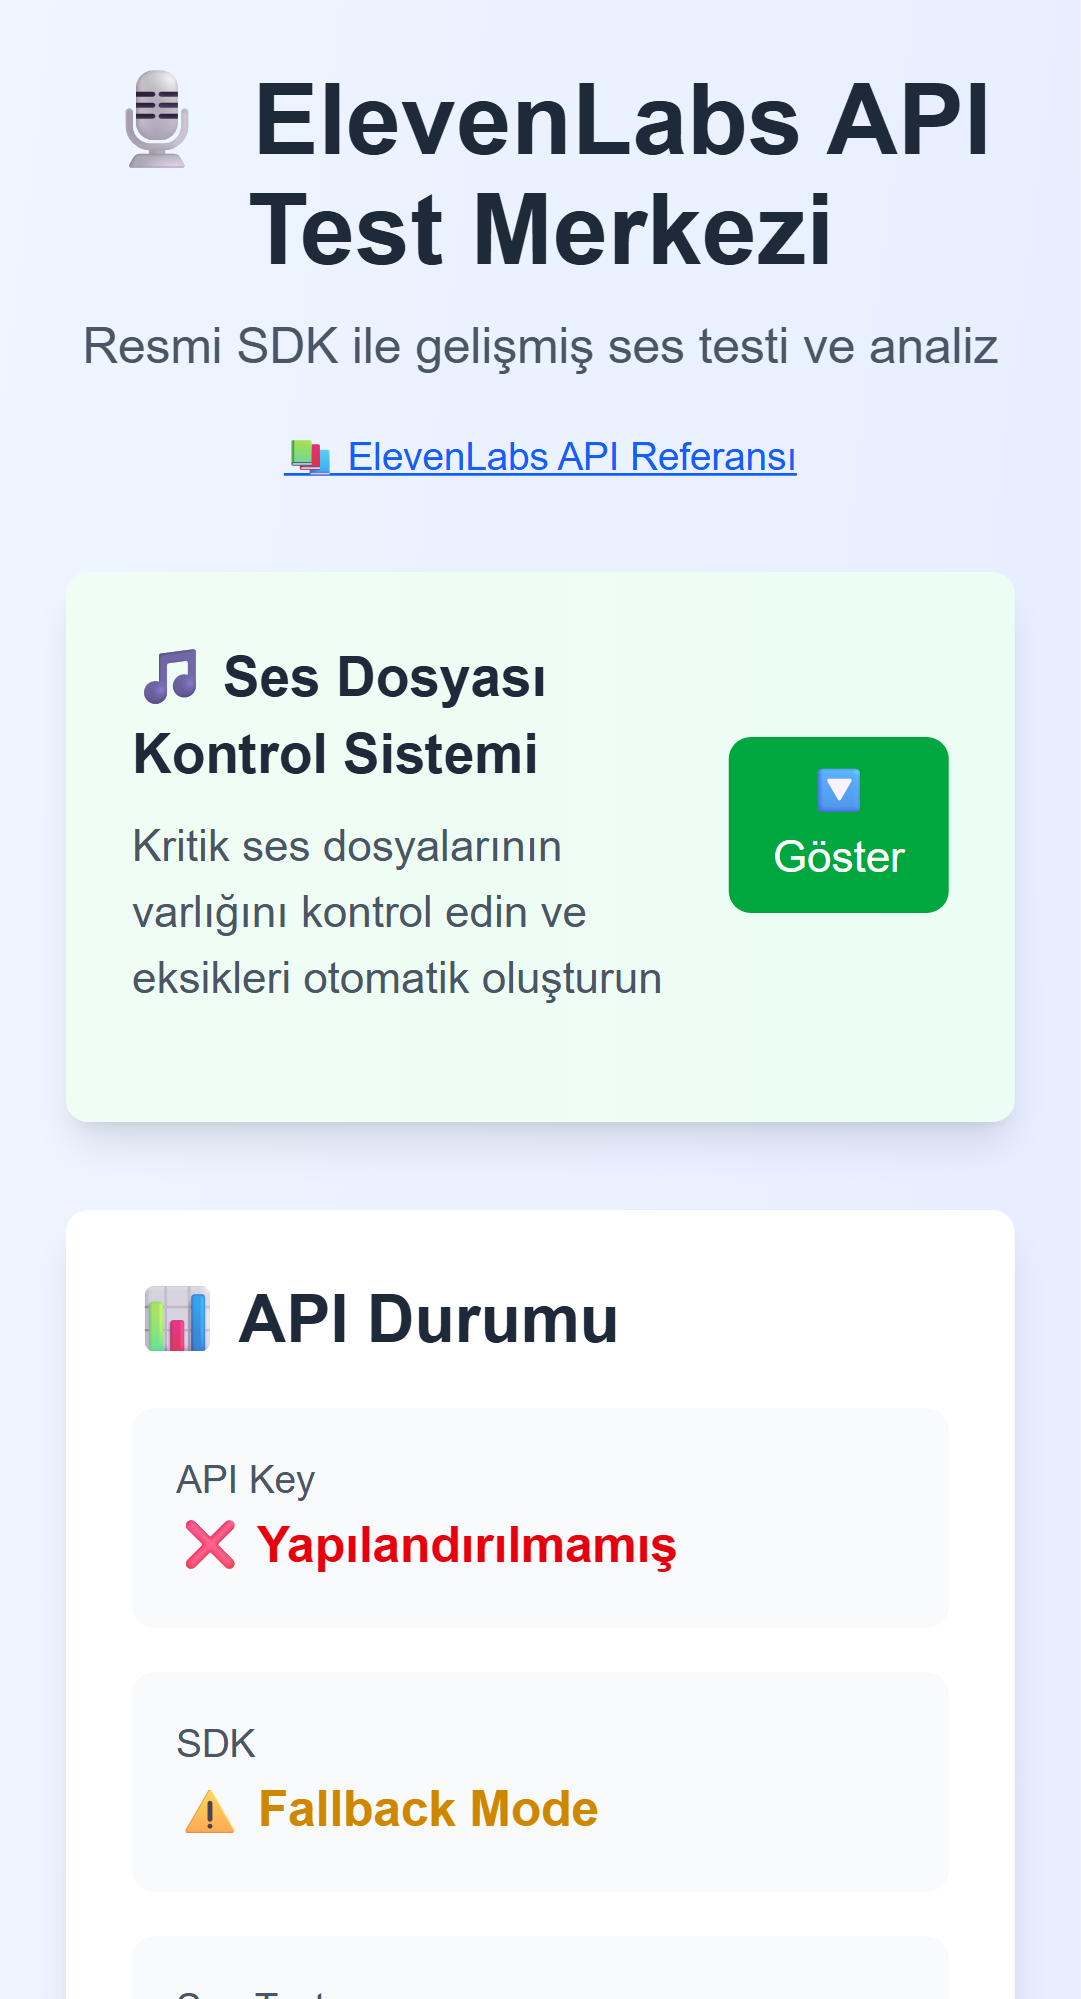 ElevenLabs API
Test Merkezi
Resmi SDK ile gelişmiş ses testi ve analiz
ElevenLabs API Referansı
Ses Dosyası
Kontrol Sistemi
Kritik ses dosyalarının
varlığını kontrol edin ve
eksikleri otomatik oluşturun
Göster
API Durumu
API Key
Yapılandırılmamış
SDK
Fallback Mode